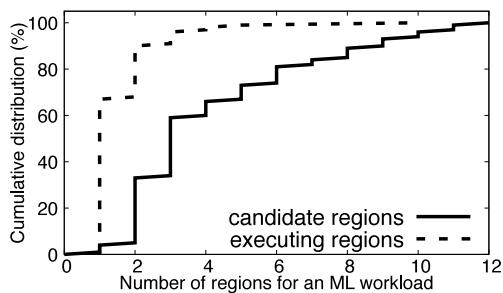 Cumulative distribution (%)
100
80
60
40
20
0
candidate regions
executing regions
0 2 4 6 8 10 12
Number of regions for an ML workload